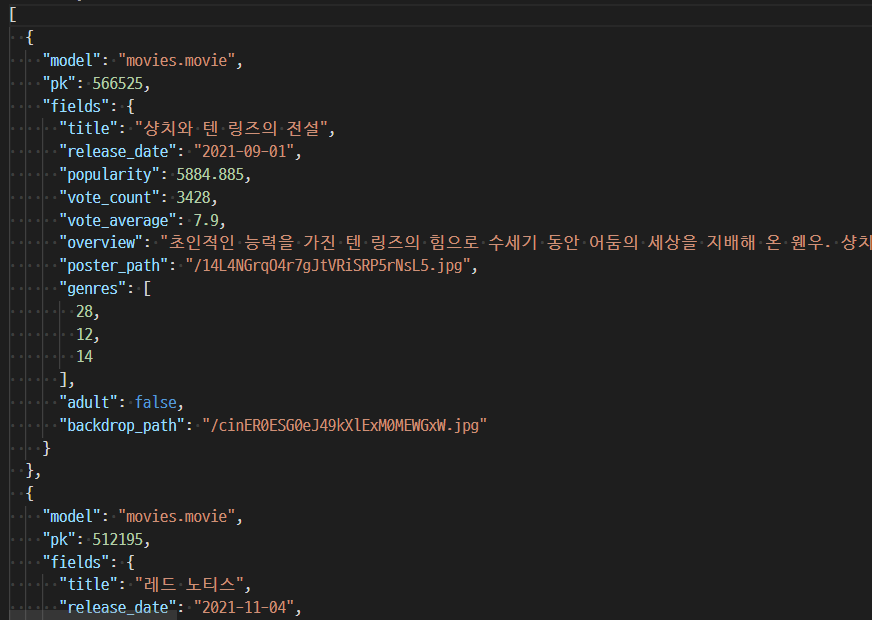 [
  {
    "model": "movies.movie",
    "pk": 566525,
    "fields": {
      "title": "샹치와 텐 링즈의 전설",
      "release_date": "2021-09-01",
      "popularity": 5884.885,
      "vote_count": 3428,
      "vote_average": 7.9,
      "overview": "초인적인 능력을 가진 텐 링즈의 힘으로 수세기 동안 어둠의 세상을 지배해 온 웬우. 샹치
      "poster_path": "/14L4NGrqO4r7gJtVRiSRP5rNsL5.jpg",
      "genres": [
        28,
        12,
        14
      ],
      "adult": false,
      "backdrop_path": "/cinER0ESG0eJ49kXlExM0MEWGxW.jpg"
    }
  },
  {
    "model": "movies.movie",
    "pk": 512195,
    "fields": {
      "title": "레드 노티스",
      "release_date": "2021-11-04",